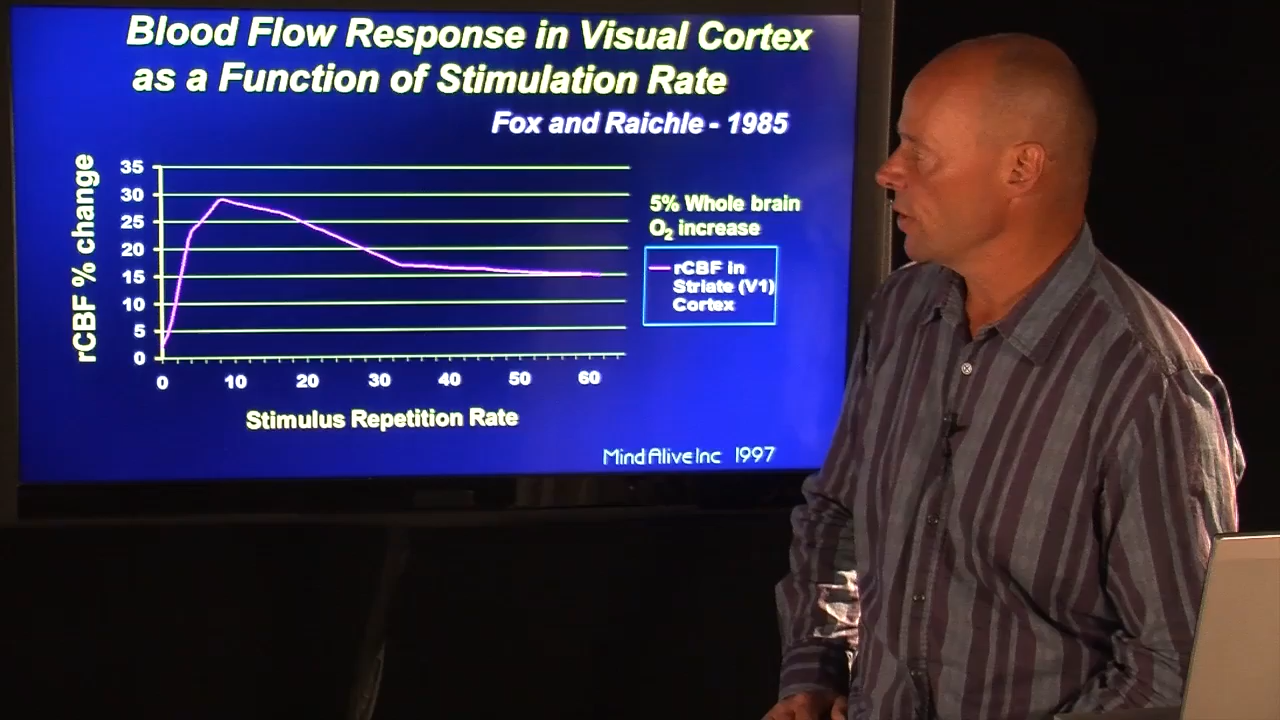 Blood Flow Response in Visual Cortex
as a Function of Stimulation Rate
Fox and Raichle - 1985
rCBF % change
35
30
25
20
15
10
5
0
0 10 20 30 40 50 60
Stimulus Repetition Rate
5% Whole brain
O₂ increase
rCBF in
Striate (V1)
Cortex
Mind Alive Inc 1997